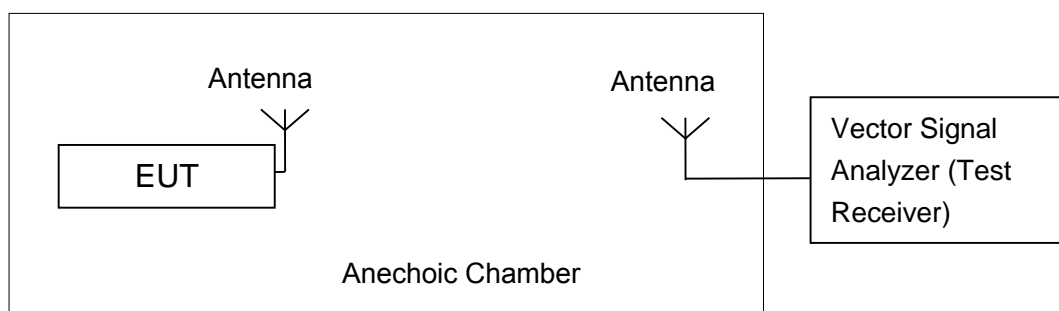 Antenna
Antenna
EUT
Vector Signal
Analyzer (Test
Receiver)
Anechoic Chamber